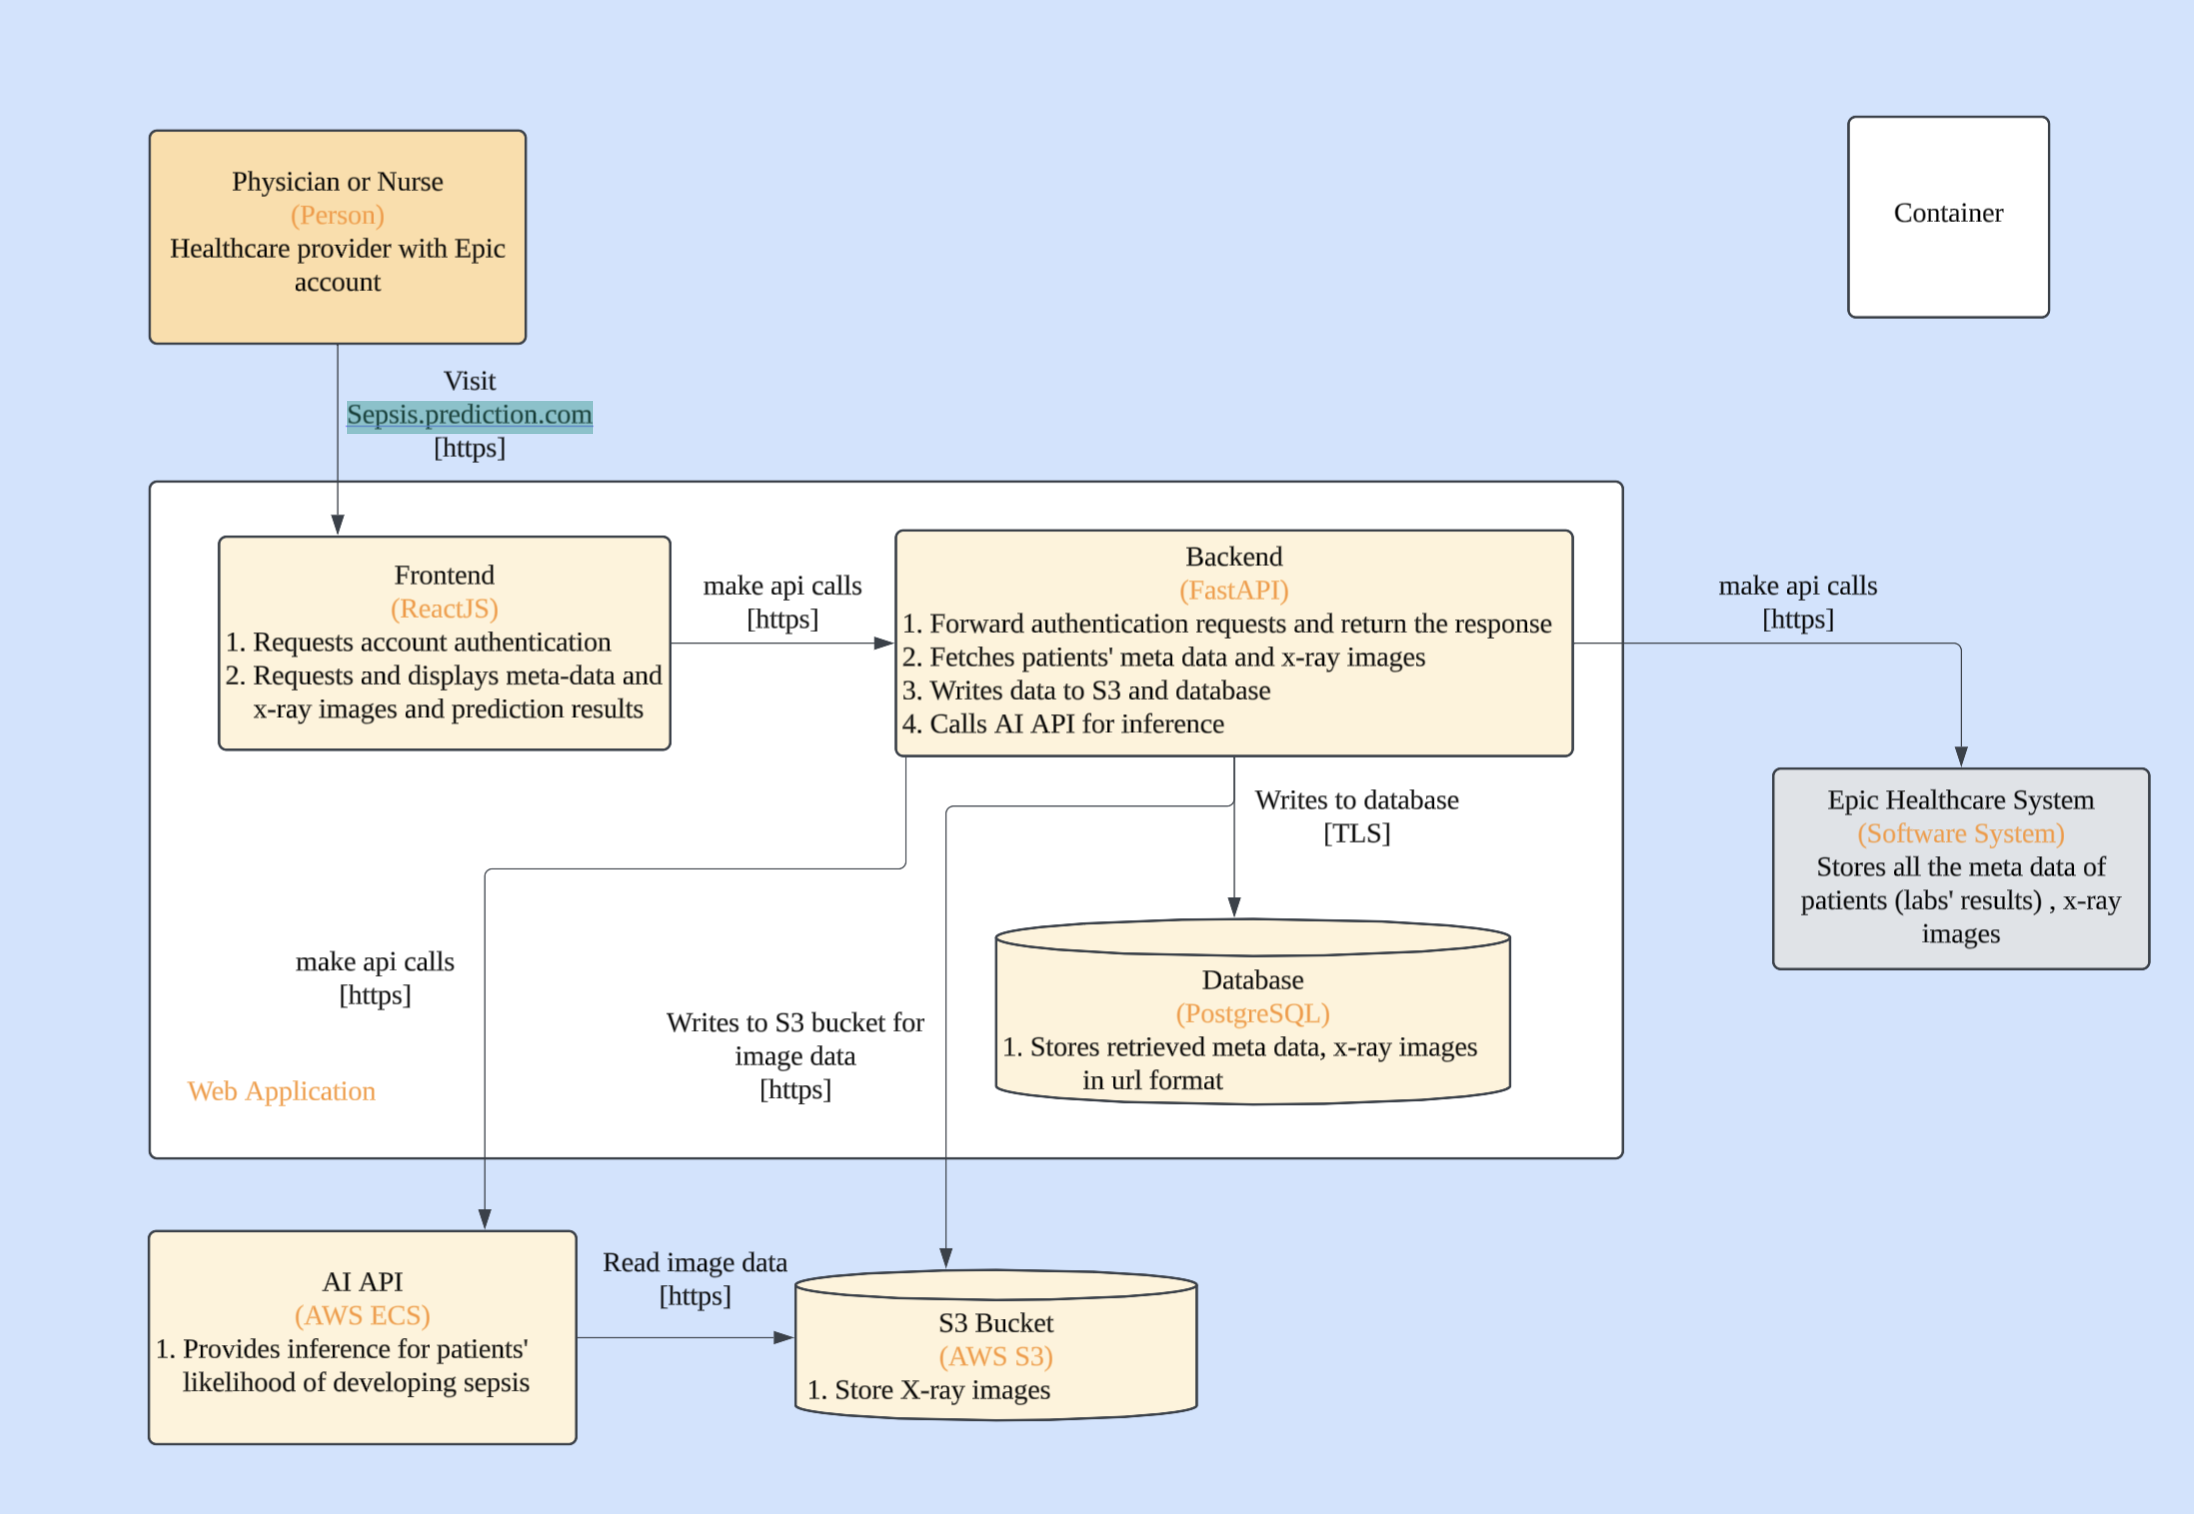 Physician or Nurse
(Person)
Healthcare provider with Epic
account
Container
Visit
Sepsis.prediction.com
[https]
Frontend
(ReactJS)
1. Requests account authentication
2. Requests and displays meta-data and
x-ray images and prediction results
make api calls
[https]
Backend
(FastAPI)
1. Forward authentication requests and return the response
2. Fetches patients' meta data and x-ray images
3. Writes data to S3 and database
4. Calls AI API for inference
make api calls
[https]
Epic Healthcare System
(Software System)
Stores all the meta data of
patients (labs' results) , x-ray
images
Writes to database
[TLS]
Database
(PostgreSQL)
1. Stores retrieved meta data, x-ray images
in url format
make api calls
[https]
Writes to S3 bucket for
image data
[https]
Web Application
AI API
(AWS ECS)
1. Provides inference for patients'
likelihood of developing sepsis
Read image data
[https]
S3 Bucket
(AWS S3)
1. Store X-ray images